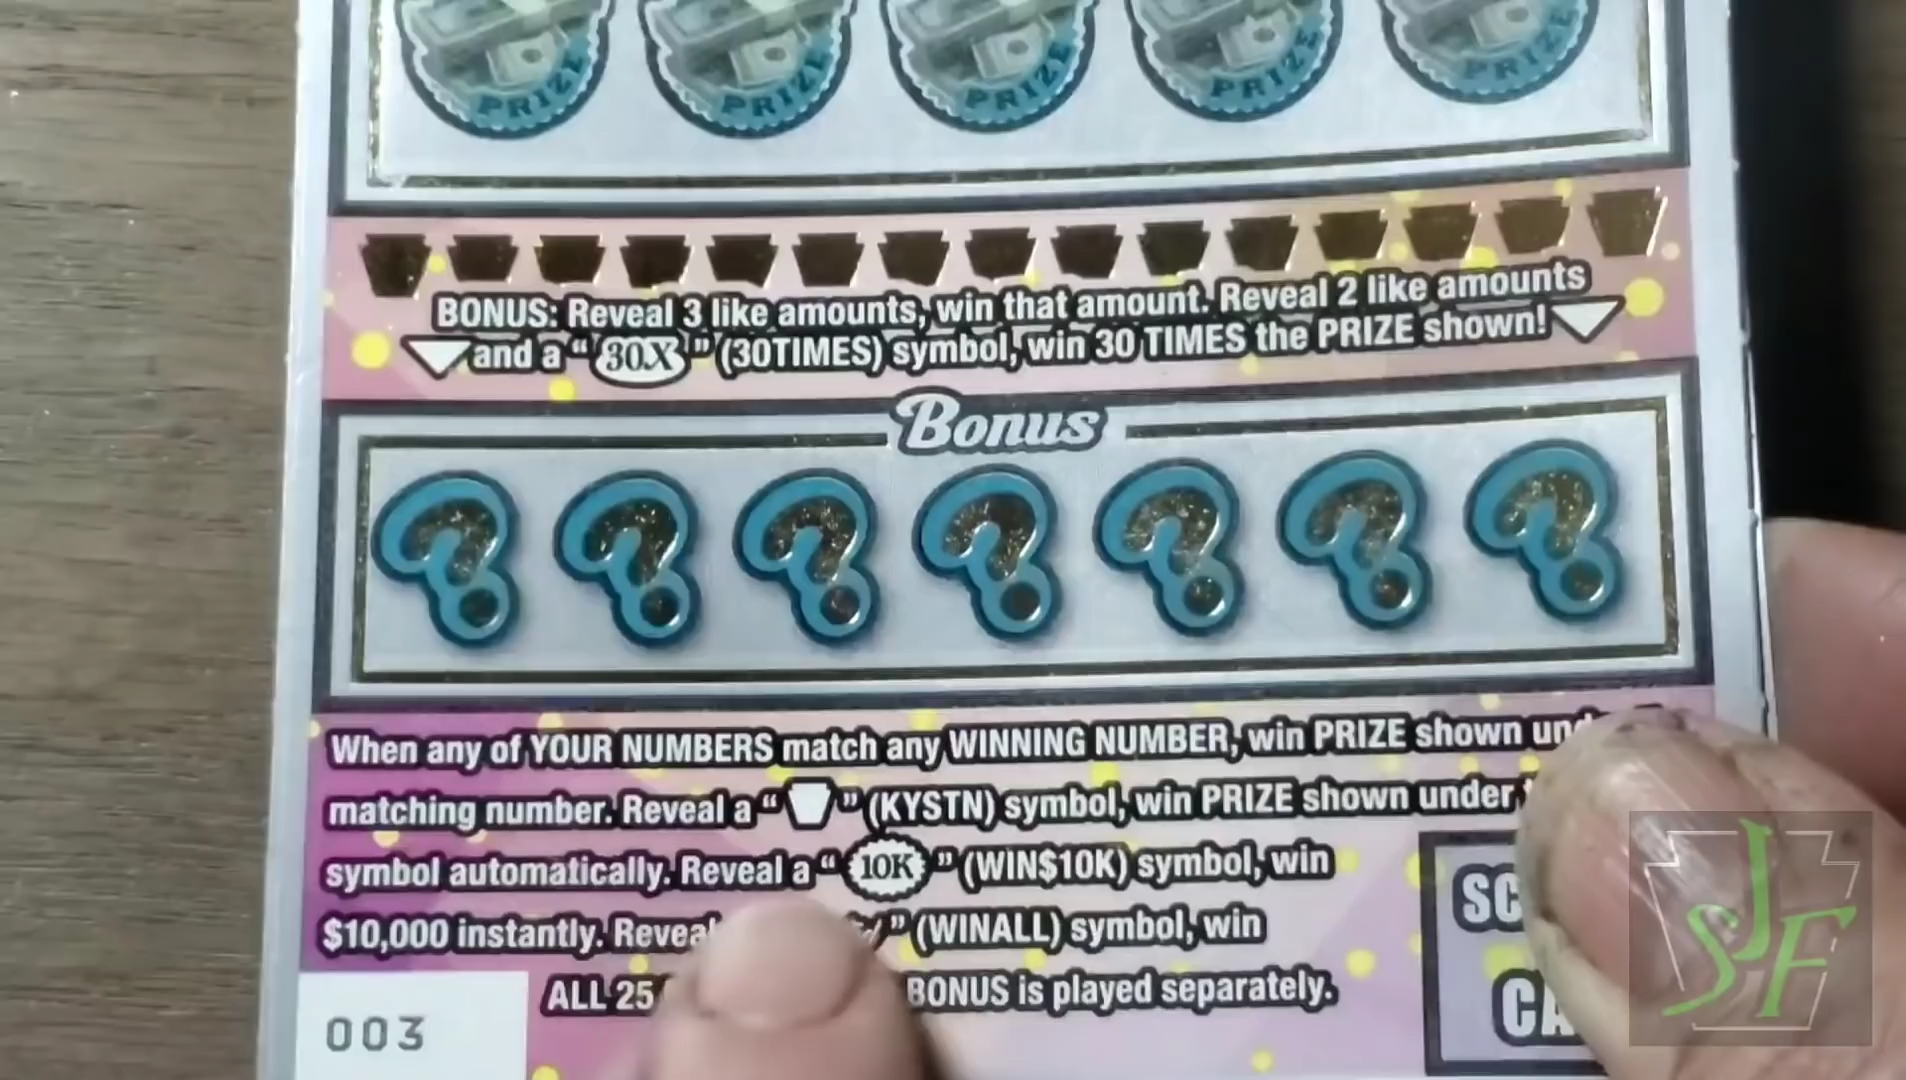 PRIZE PRIZE PRIZE PRIZE PRIZE
BONUS: Reveal 3 like amounts, win that amount. Reveal 2 like amounts
and a " 30X " (30TIMES) symbol, win 30 TIMES the PRIZE shown!
Bonus
When any of YOUR NUMBERS match any WINNING NUMBER, win PRIZE shown
matching number. Reveal a " " (KYSTN) symbol, win PRIZE shown under
symbol automatically. Reveal a " 10K " (WIN$10K) symbol, win
$10,000 instantly. Reveal " (WINALL) symbol, win
ALL 25 BONUS is played separately.
003
SJF